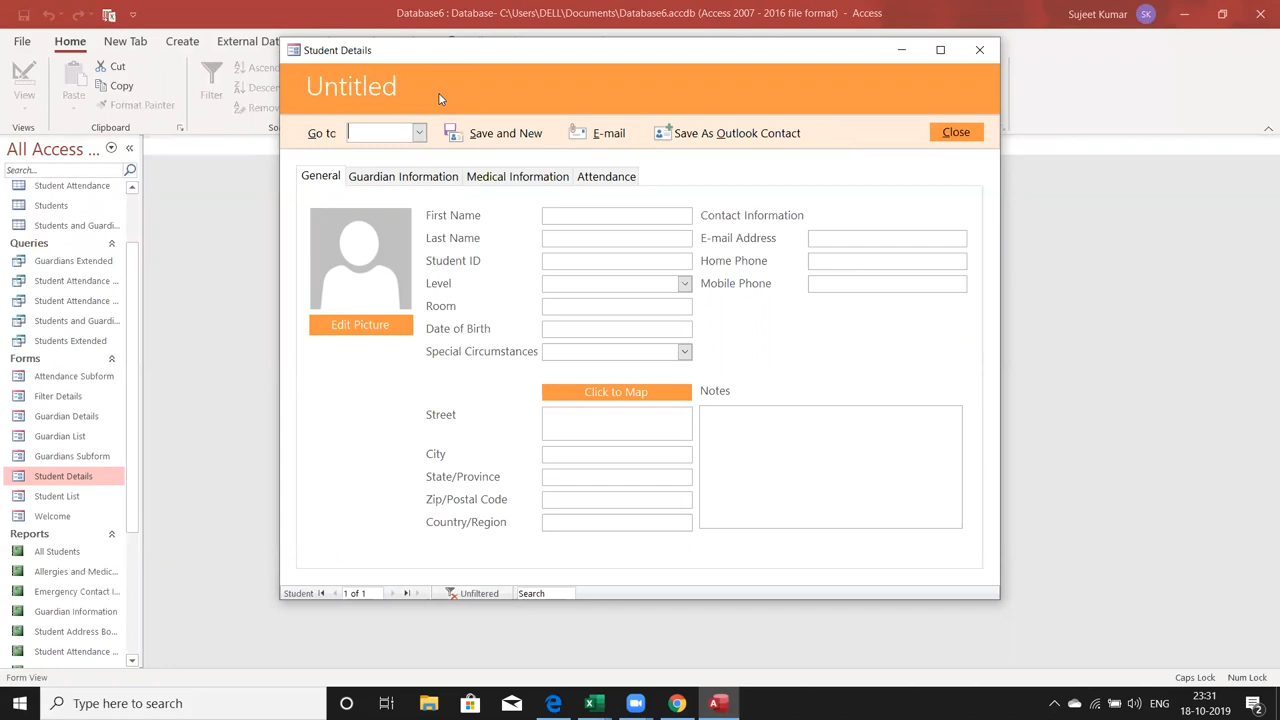 Database6 : Database- C:\Users\DELL\Documents\Database6.accdb (Access 2007 - 2016 file format) - Access
Sujeet Kumar
SK
File
Home
New Tab
Create
External Data
View
Views
Paste
Cut
Copy
Format Painter
Clipboard
Filter
Student Details
Untitled
Go to
Save and New
E-mail
Save As Outlook Contact
Close
All Access ...
Search...
Student Attendance
Students
Students and Guardi...
Queries
Guardians Extended
Student Attendance ...
Student Attendance ...
Students and Guardi...
Students Extended
Forms
Attendance Subform
Filter Details
Guardian Details
Guardian List
Guardians Subform
Student Details
Student List
Welcome
Reports
All Students
Allergies and Medic...
Emergency Contact I...
Guardian Information
Student Address Bo...
Student Attendance ...
General
Guardian Information
Medical Information
Attendance
Edit Picture
First Name
Last Name
Student ID
Level
Room
Date of Birth
Special Circumstances
Contact Information
E-mail Address
Home Phone
Mobile Phone
Click to Map
Notes
Street
City
State/Province
Zip/Postal Code
Country/Region
Student
1 of 1
Unfiltered
Search
Form View
Caps Lock
Num Lock
Type here to search
ENG
23:31
18-10-2019
2